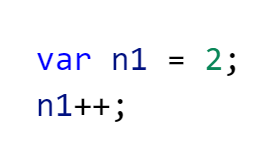 var n1 = 2;
n1++;